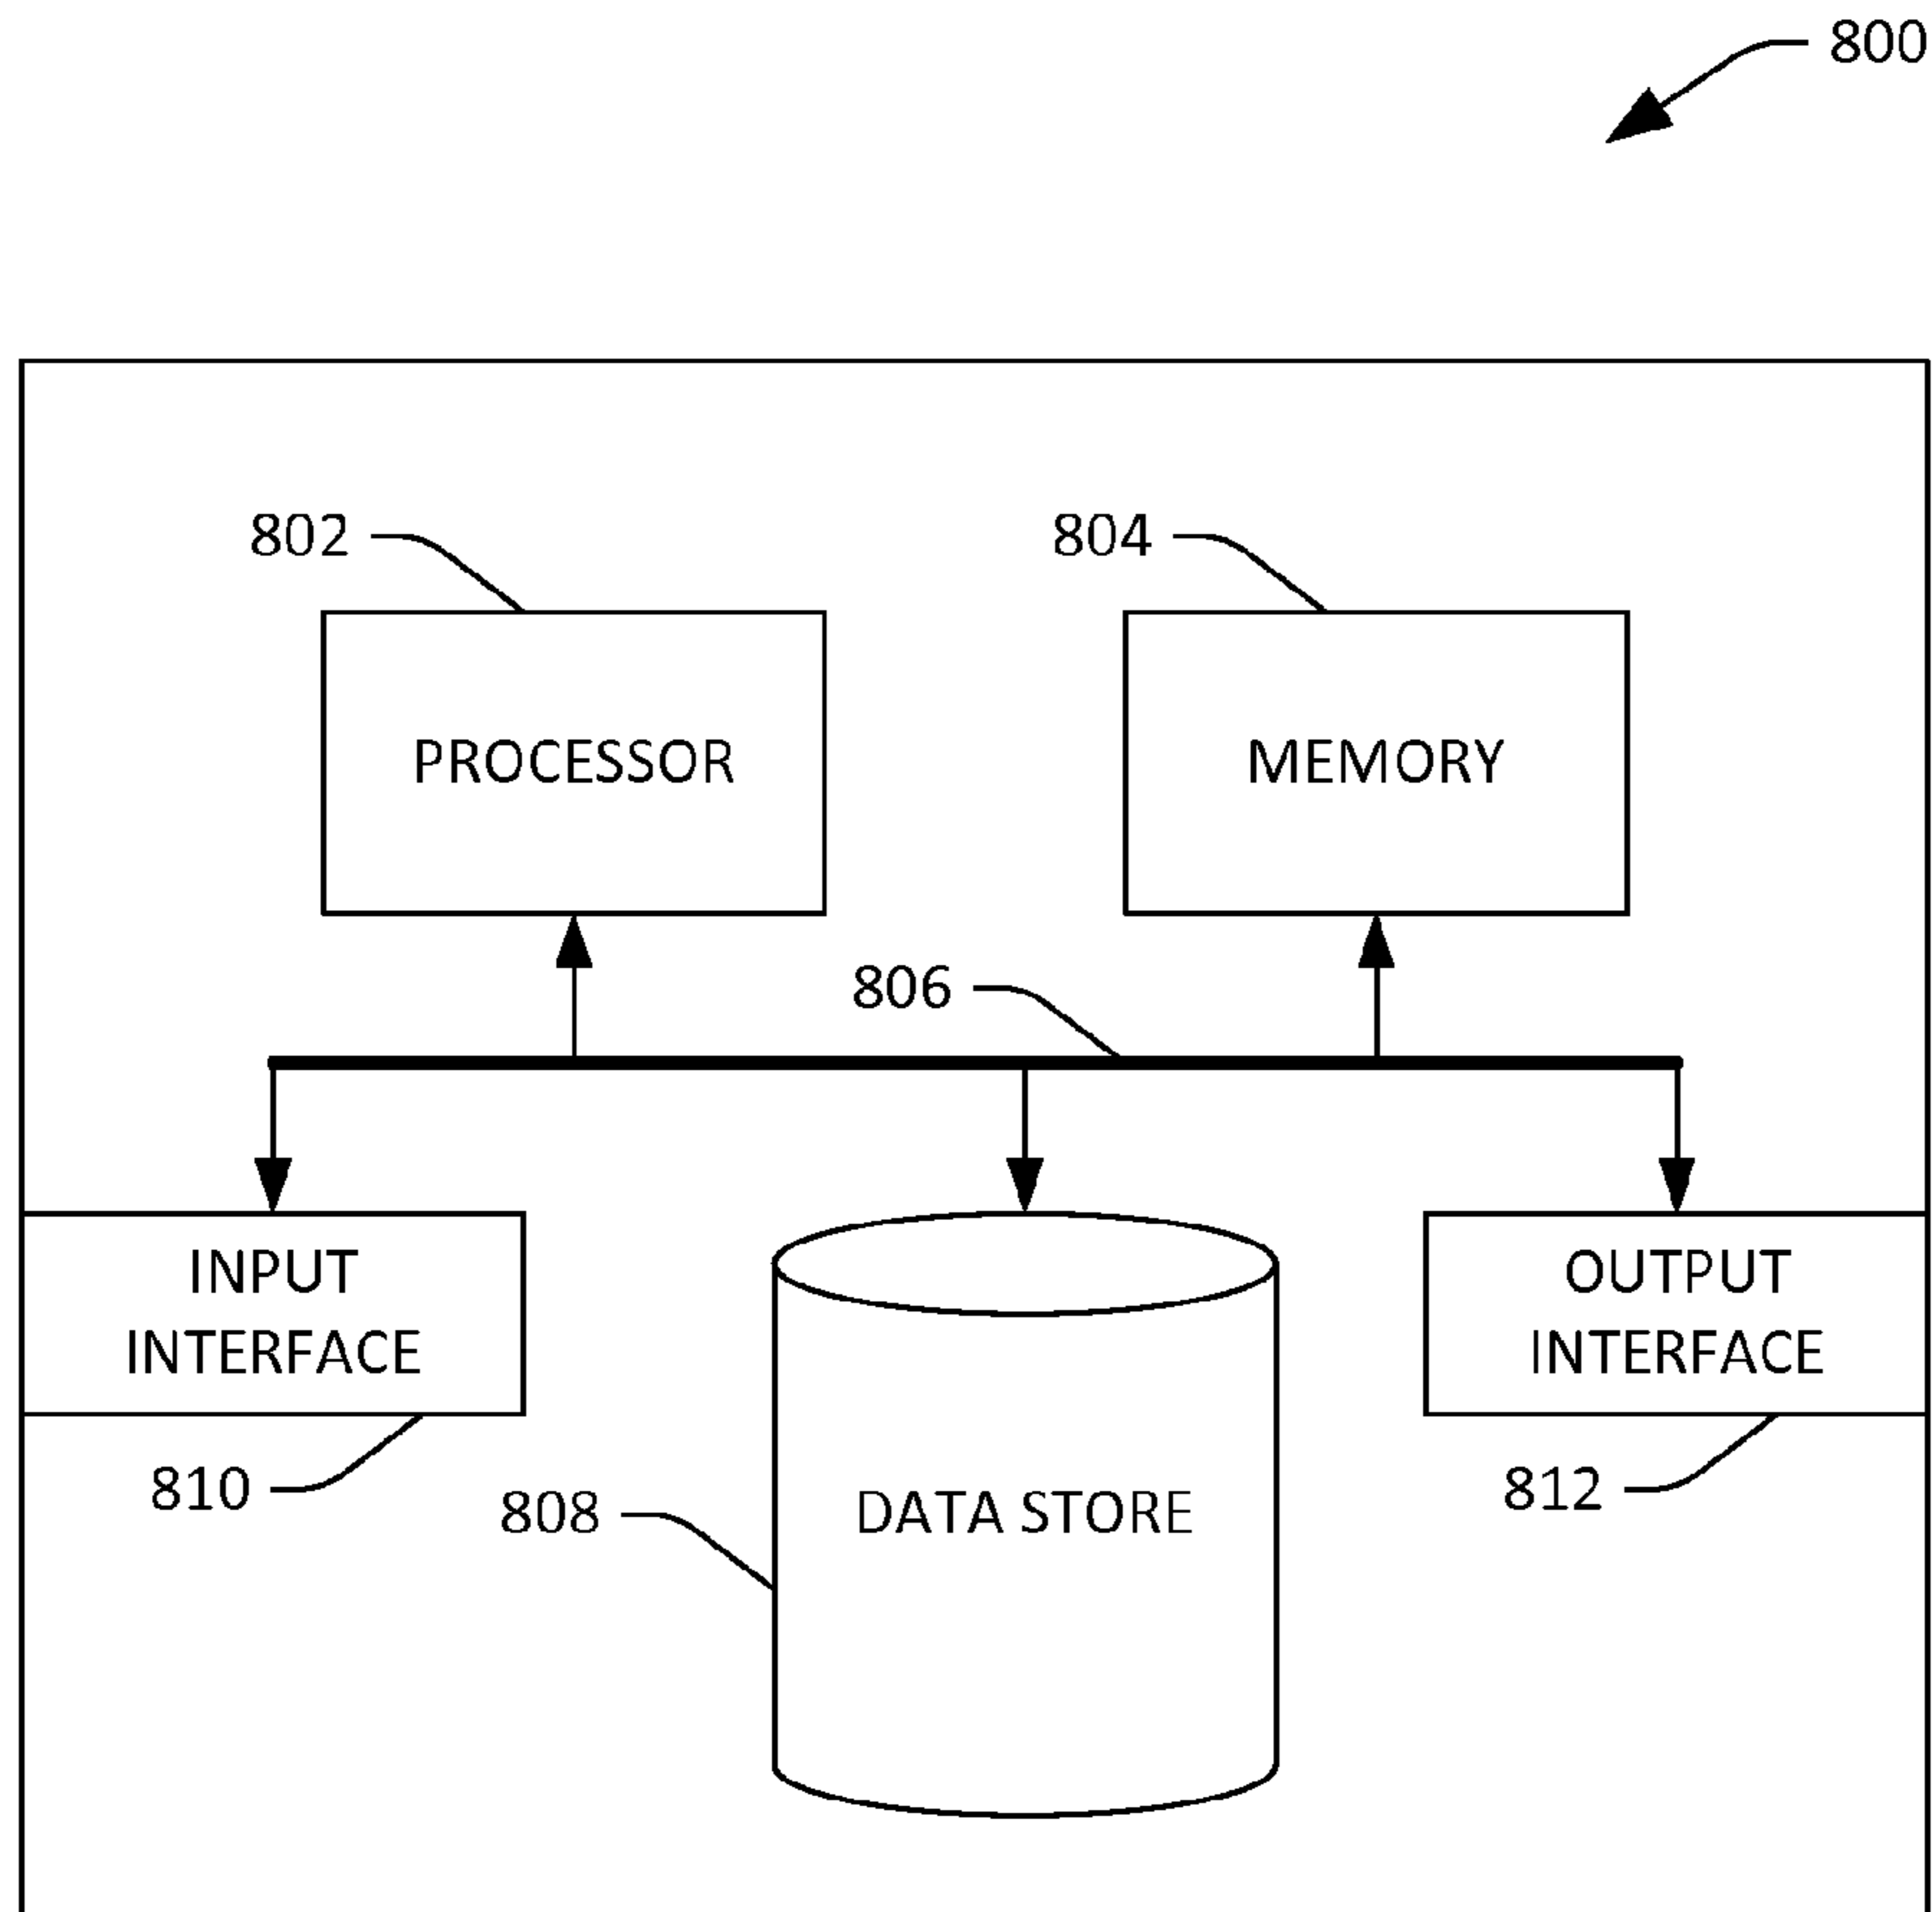 800
802
804
PROCESSOR
MEMORY
806
INPUT
INTERFACE
OUTPUT
INTERFACE
810
808
DATA STORE
812